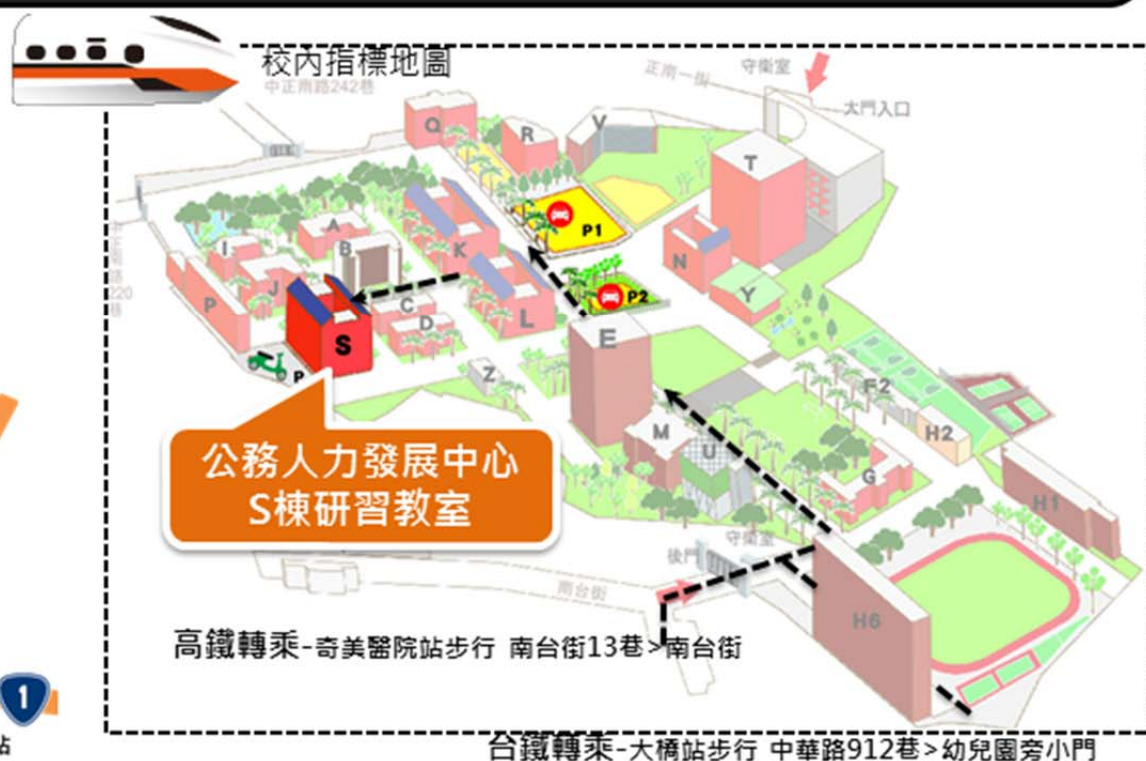 校內指標地圖
中正南路242巷
正南一街
守衛室
大門入口
Q
R
V
T
P1
A
I
B
K
N
J
P2
P
C
Y
L
D
S
E
Z
P
F2
H2
M
U
G
公務人力發展中心
S棟研習教室
H1
守衛室
後門
南台街
H6
高鐵轉乘-奇美醫院站步行 南台街13巷>南台街
1
站
台鐵轉乘-大橋站步行 中華路912巷>幼兒園旁小門